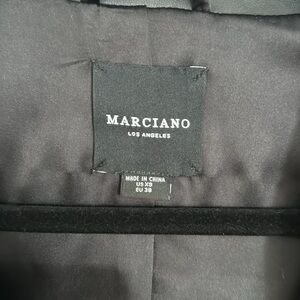 MARCIANO
LOS ANGELES
MADE IN CHINA
US XS
EU 38